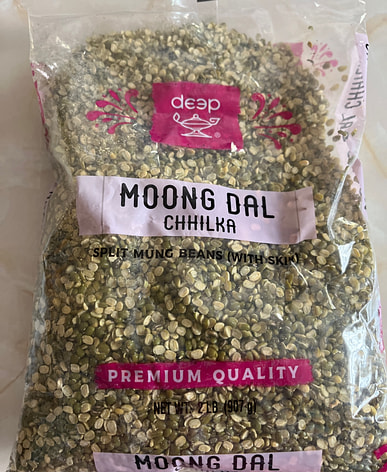 deep
MOONG DAL
CHHILKA
SPLIT MUNG BEANS (WITH SKIN)
PREMIUM QUALITY
NET WT. 2 LB (907 g)
MOONG DAL